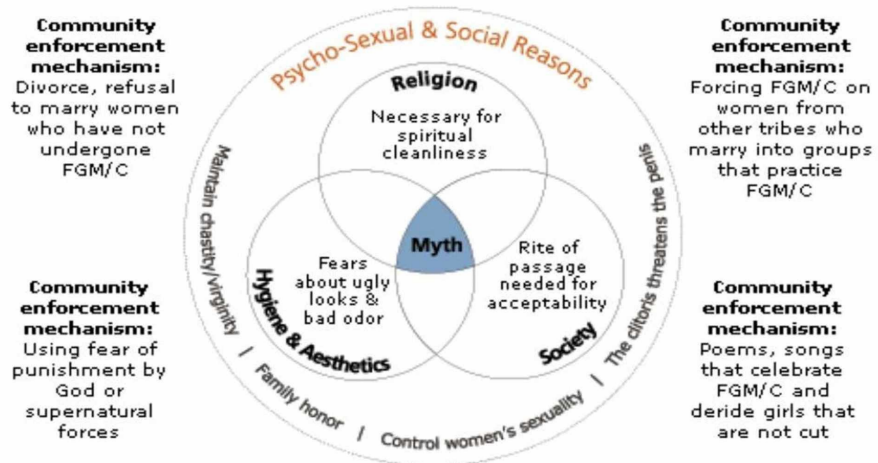 Community
enforcement
mechanism:
Divorce, refusal
to marry women
who have not
undergone
FGM/C
Psycho-Sexual & Social Reasons
Community
enforcement
mechanism:
Forcing FGM/C on
women from
other tribes who
marry into groups
that practice
FGM/C
Religion
Necessary for
spiritual
cleanliness
Myth
Fears
about ugly
looks &
bad odor
Hygiene & Aesthetics
Rite of
passage
needed for
acceptability
Society
Maintain chastity/virginity | Family honor | Control women's sexuality | The clitoris threatens the penis
Community
enforcement
mechanism:
Using fear of
punishment by
God or
supernatural
forces
Community
enforcement
mechanism:
Poems, songs
that celebrate
FGM/C and
deride girls that
are not cut